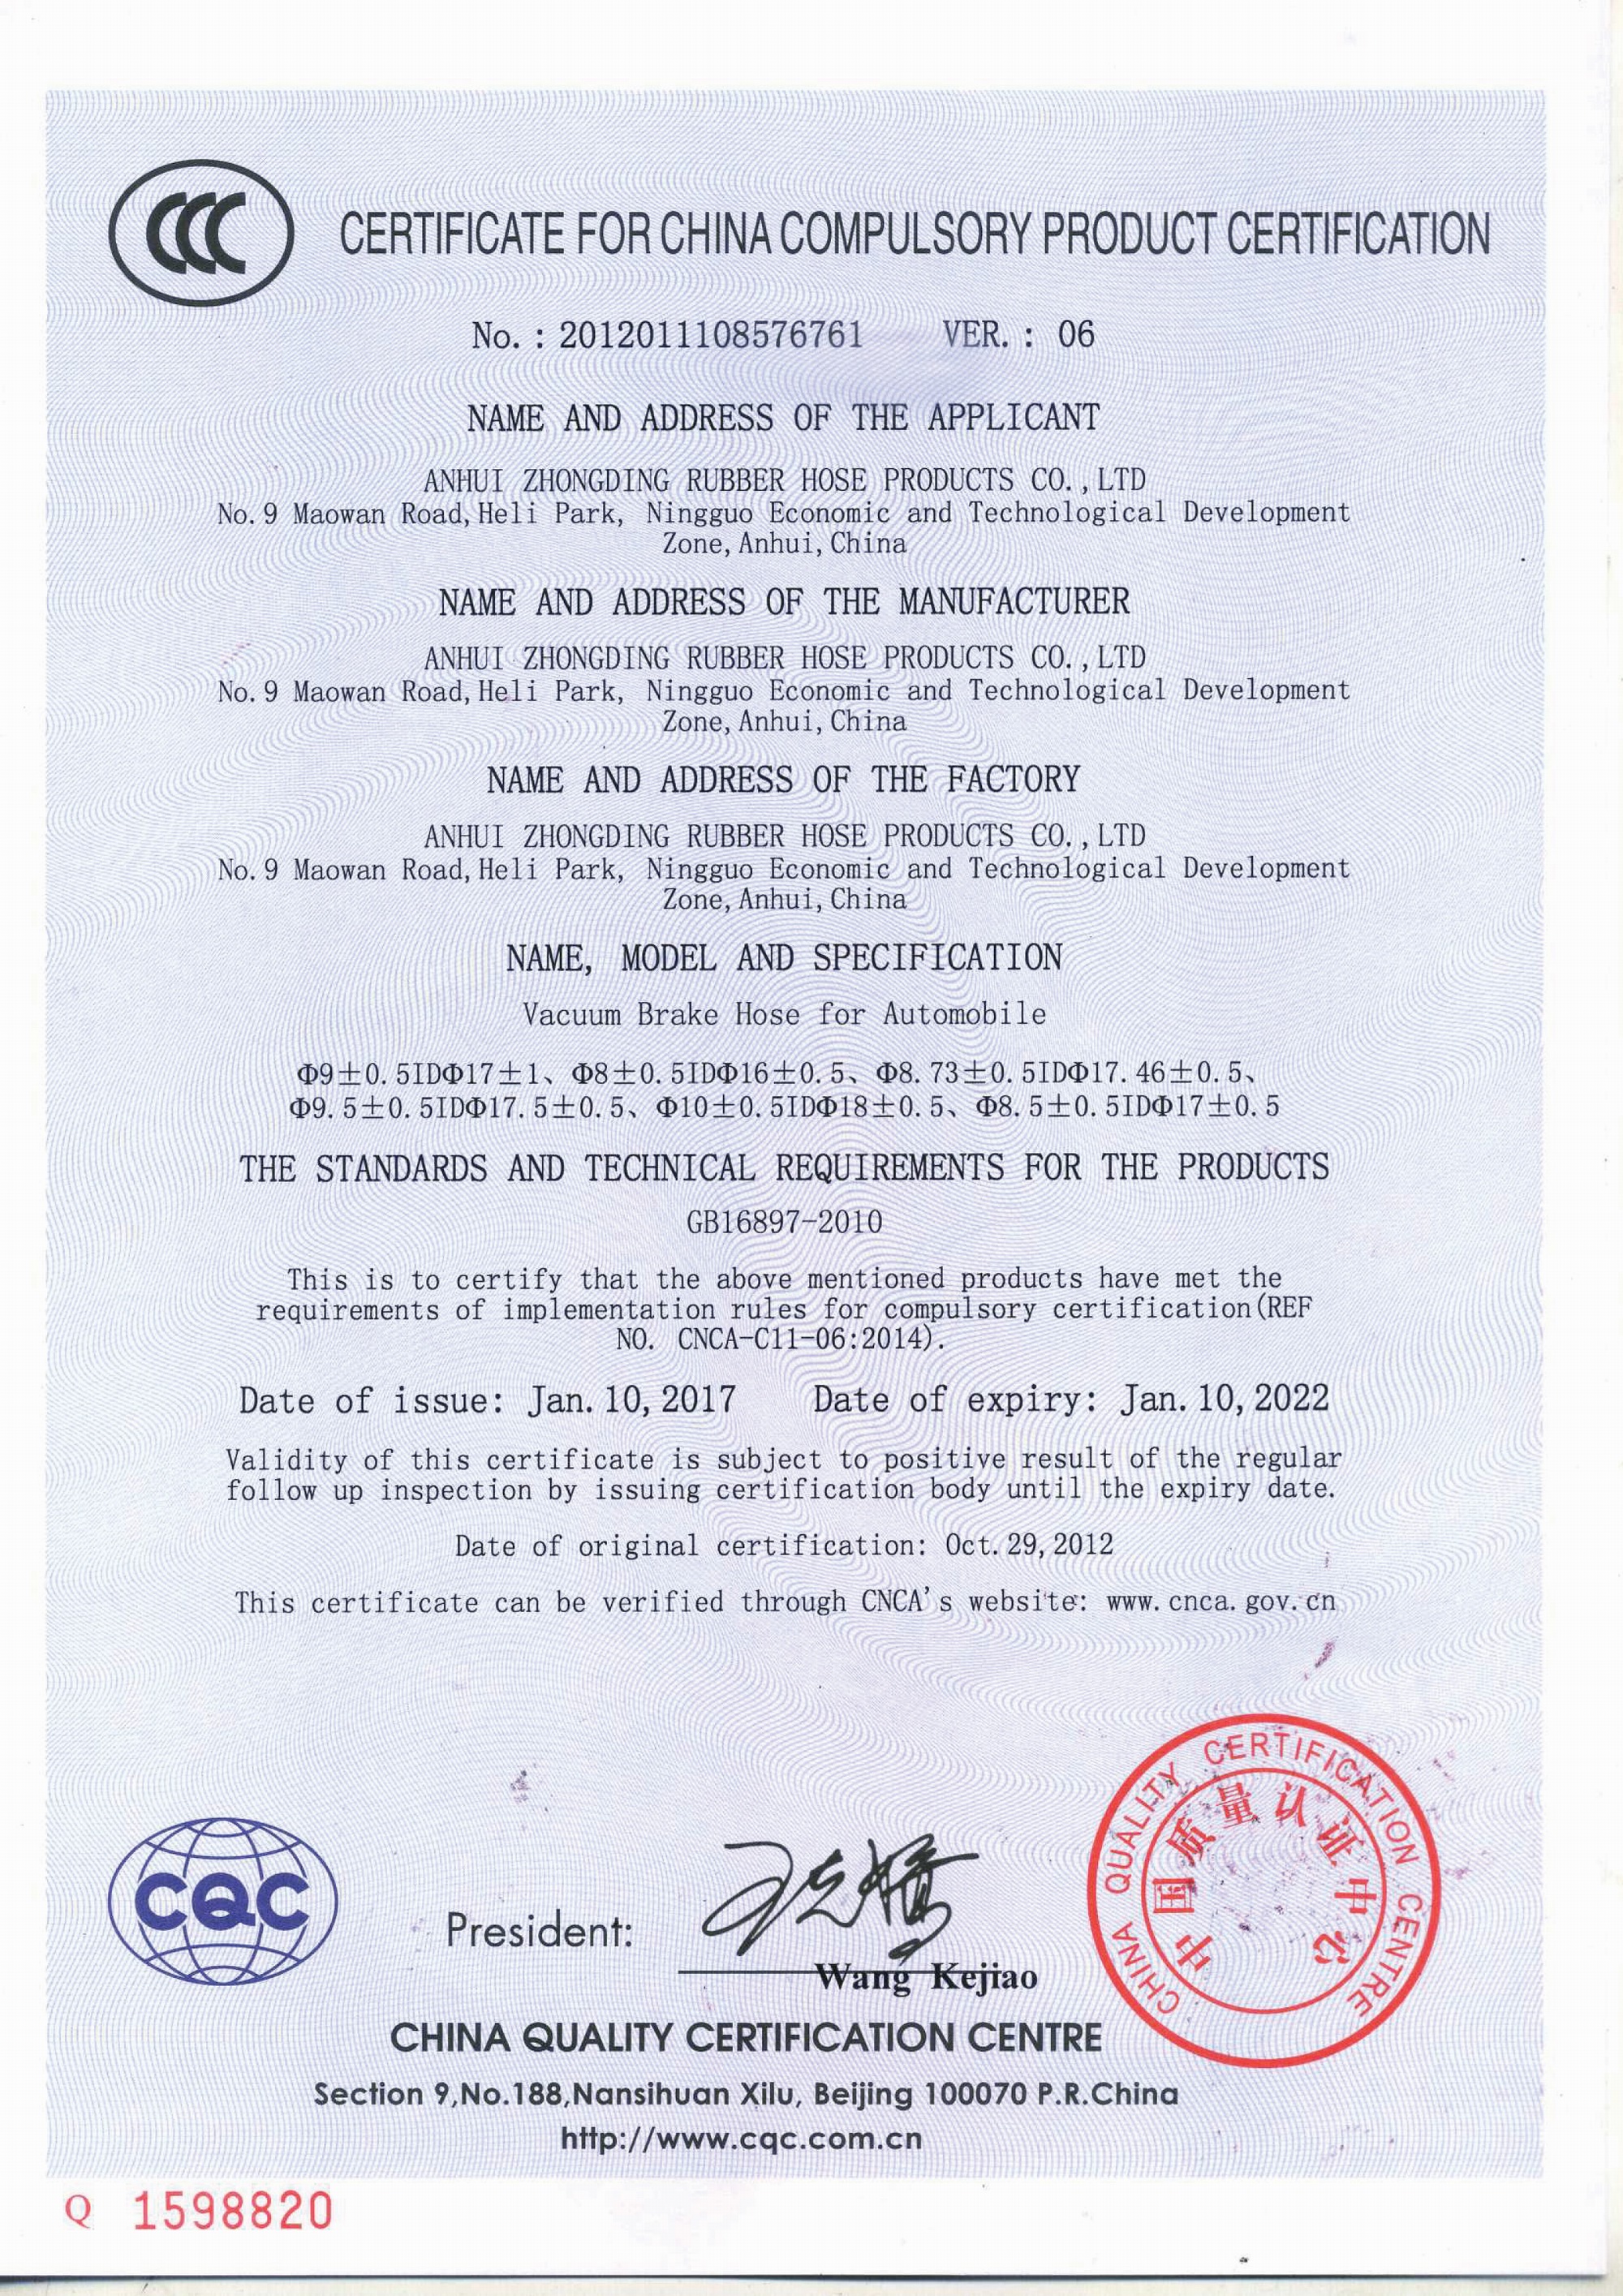 CCC
CERTIFICATE FOR CHINA COMPULSORY PRODUCT CERTIFICATION
No. : 2012011108576761 VER. : 06
NAME AND ADDRESS OF THE APPLICANT
ANHUI ZHONGDING RUBBER HOSE PRODUCTS CO.,LTD
No.9 Maowan Road,Heli Park, Ningguo Economic and Technological Development
Zone,Anhui,China
NAME AND ADDRESS OF THE MANUFACTURER
ANHUI ZHONGDING RUBBER HOSE PRODUCTS CO.,LTD
No.9 Maowan Road,Heli Park, Ningguo Economic and Technological Development
Zone,Anhui,China
NAME AND ADDRESS OF THE FACTORY
ANHUI ZHONGDING RUBBER HOSE PRODUCTS CO.,LTD
No.9 Maowan Road,Heli Park, Ningguo Economic and Technological Development
Zone,Anhui,China
NAME, MODEL AND SPECIFICATION
Vacuum Brake Hose for Automobile
Φ9±0.5IDΦ17±1、Φ8±0.5IDΦ16±0.5、Φ8.73±0.5IDΦ17.46±0.5、
Φ9.5±0.5IDΦ17.5±0.5、Φ10±0.5IDΦ18±0.5、Φ8.5±0.5IDΦ17±0.5
THE STANDARDS AND TECHNICAL REQUIREMENTS FOR THE PRODUCTS
GB16897-2010
This is to certify that the above mentioned products have met the
requirements of implementation rules for compulsory certification(REF
NO. CNCA-C11-06:2014).
Date of issue: Jan.10,2017 Date of expiry: Jan.10,2022
Validity of this certificate is subject to positive result of the regular
follow up inspection by issuing certification body until the expiry date.
Date of original certification: Oct.29,2012
This certificate can be verified through CNCA's website: www.cnca.gov.cn
CHINA QUALITY CERTIFICATION CENTRE
中国质量认证中心
CQC
President:
Wang Kejiao
CHINA QUALITY CERTIFICATION CENTRE
Section 9,No.188,Nansihuan Xilu, Beijing 100070 P.R.China
http://www.cqc.com.cn
Q 1598820